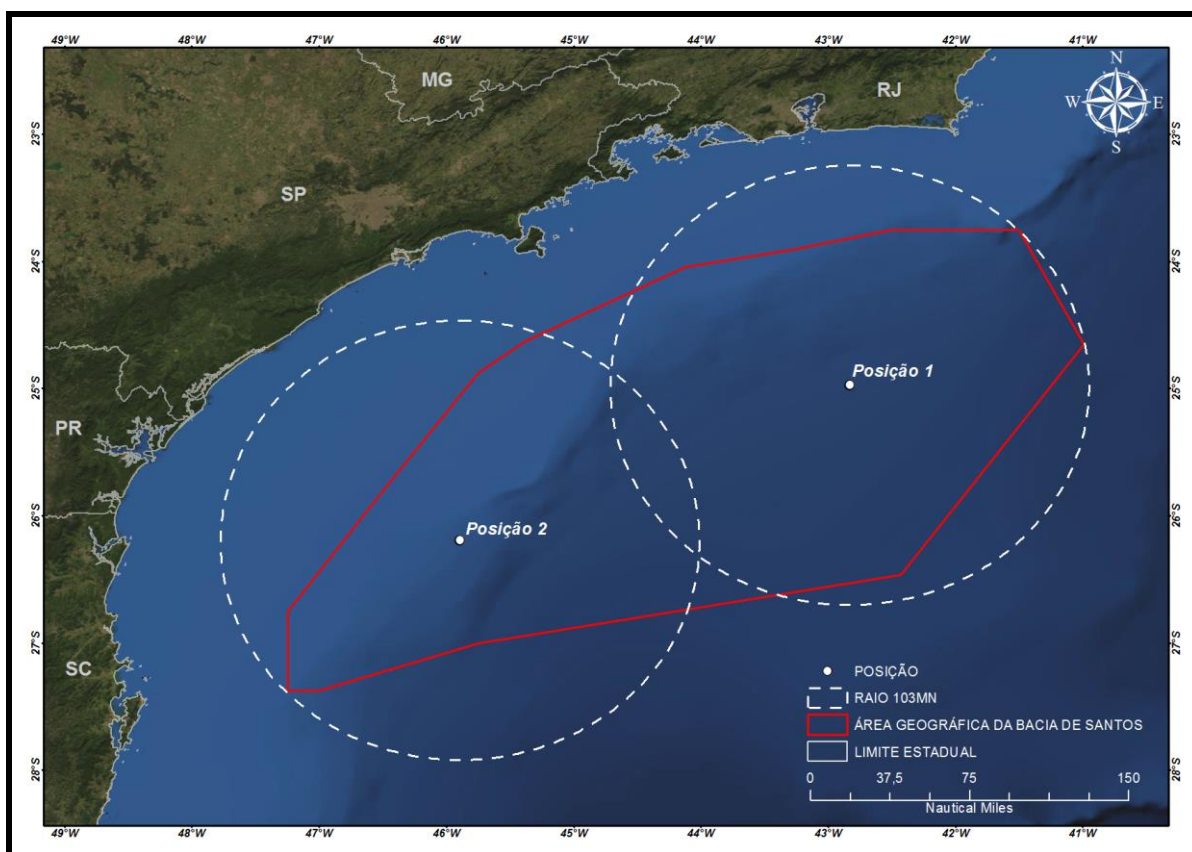 49°W 48°W 47°W 46°W 45°W 44°W 43°W 42°W 41°W
N
W E
S
MG
RJ
23°S 23°S
SP
24°S 24°S
Posição 1
25°S 25°S
PR
26°S 26°S
Posição 2
27°S 27°S
SC
POSIÇÃO
RAIO 103MN
ÁREA GEOGRÁFICA DA BACIA DE SANTOS
LIMITE ESTADUAL
28°S 28°S
0 37,5 75 150
Nautical Miles
49°W 48°W 47°W 46°W 45°W 44°W 43°W 42°W 41°W